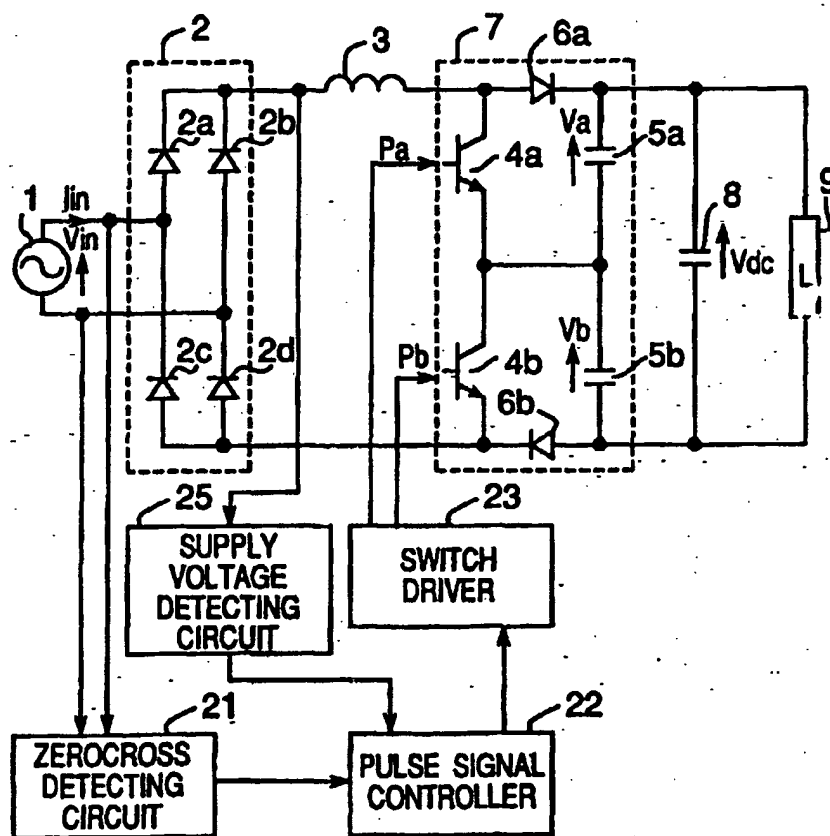 2
3
7
6a
2a
2b
Pa
4a
Va
5a
1
Jin
Vin
8
Vdc
9
L
2c
2d
Pb
4b
Vb
5b
6b
25
SUPPLY
VOLTAGE
DETECTING
CIRCUIT
23
SWITCH
DRIVER
21
ZEROCROSS
DETECTING
CIRCUIT
22
PULSE SIGNAL
CONTROLLER